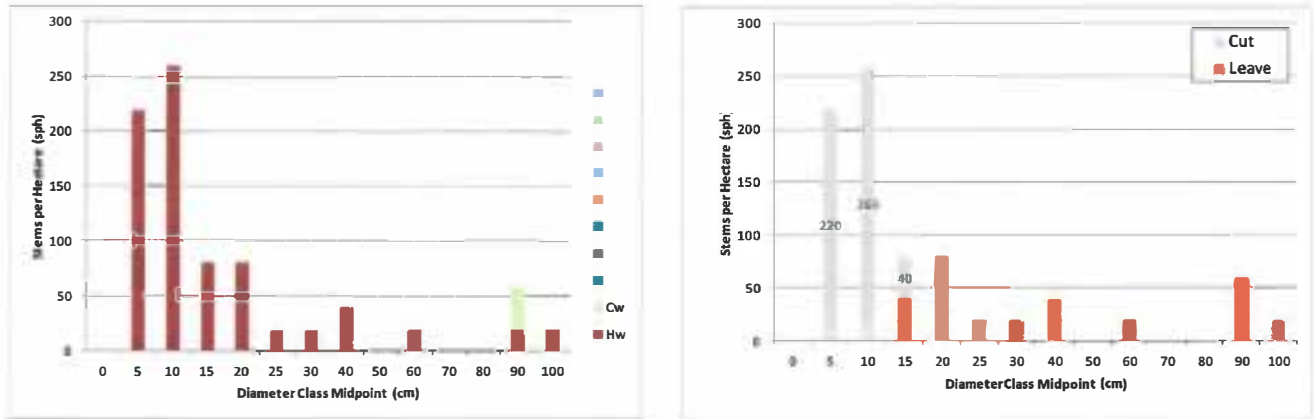 300
250
200
150
100
50
0
Stems per Hectare (sph)
0 5 10 15 20 25 30 40 50 60 70 80 90 100
Diameter Class Midpoint (cm)
Cw
Hw
300
250
200
150
100
50
0
Stems per Hectare (sph)
220
260
40
0 5 10 15 20 25 30 40 50 60 70 80 90 100
Diameter Class Midpoint (cm)
Cut
Leave